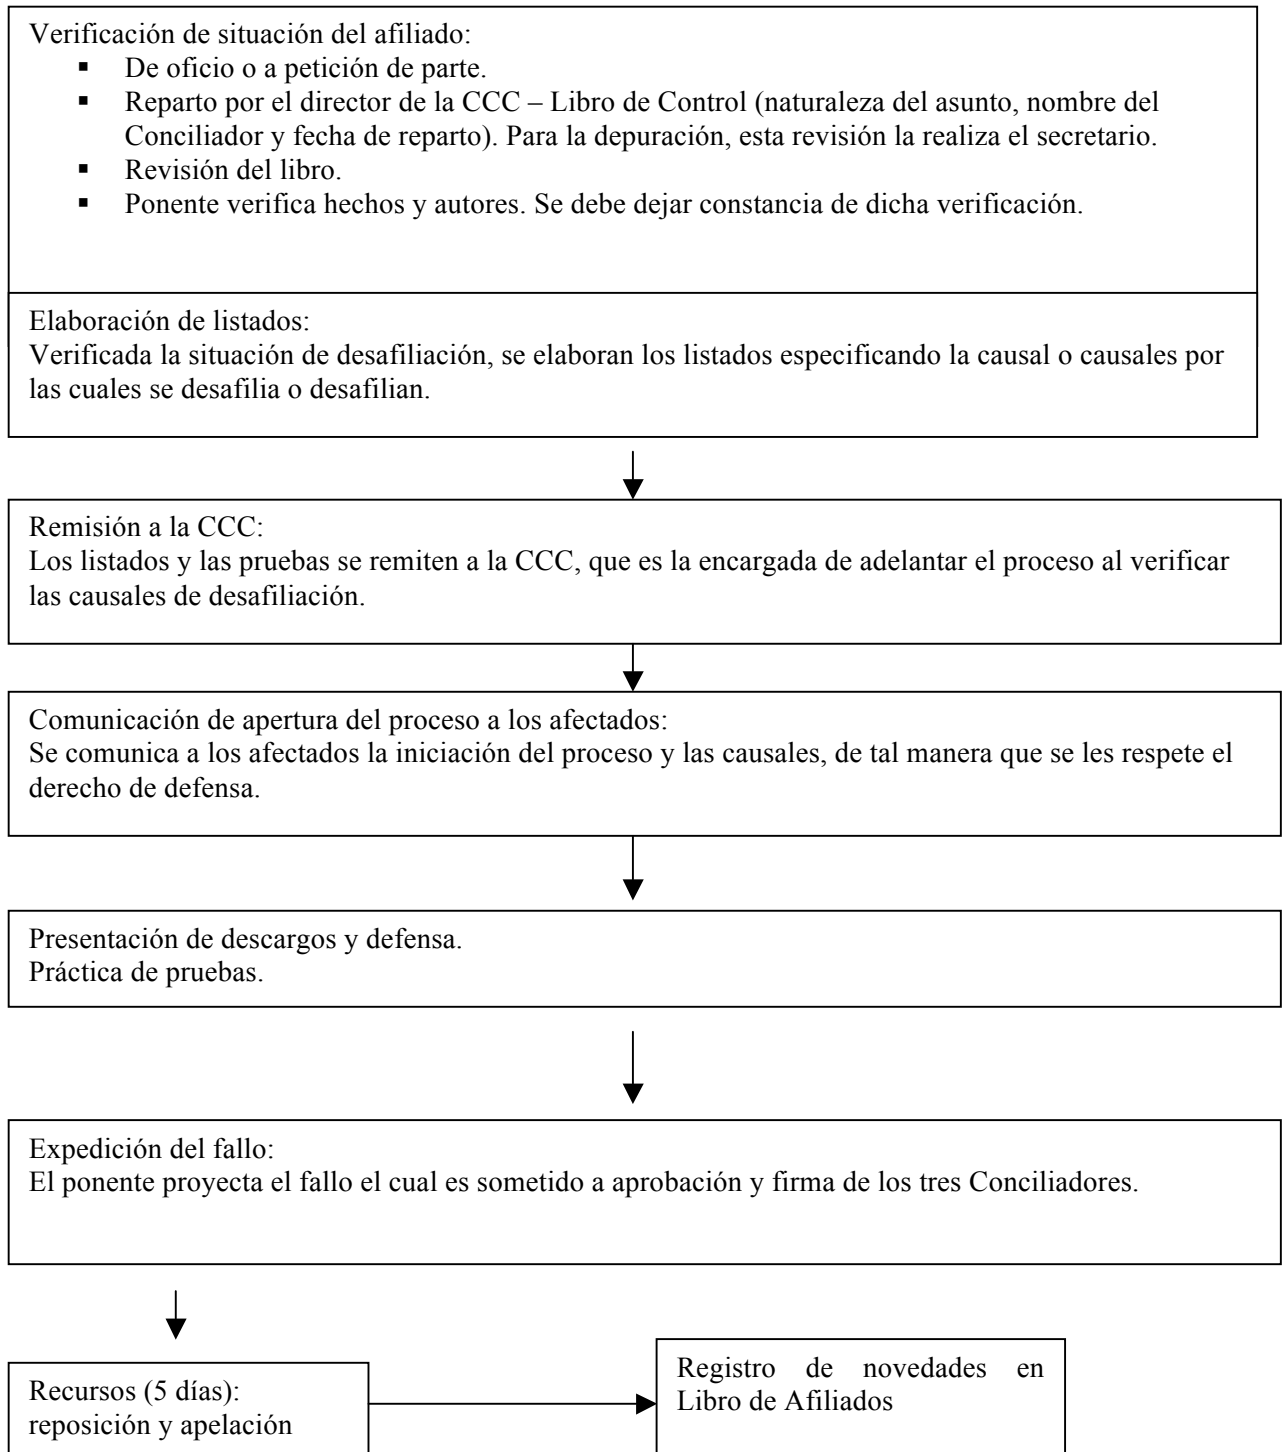 Verificación de situación del afiliado:
▪ De oficio o a petición de parte.
▪ Reparto por el director de la CCC – Libro de Control (naturaleza del asunto, nombre del
Conciliador y fecha de reparto). Para la depuración, esta revisión la realiza el secretario.
▪ Revisión del libro.
▪ Ponente verifica hechos y autores. Se debe dejar constancia de dicha verificación.
Elaboración de listados:
Verificada la situación de desafiliación, se elaboran los listados especificando la causal o causales por
las cuales se desafilia o desafilian.
Remisión a la CCC:
Los listados y las pruebas se remiten a la CCC, que es la encargada de adelantar el proceso al verificar
las causales de desafiliación.
Comunicación de apertura del proceso a los afectados:
Se comunica a los afectados la iniciación del proceso y las causales, de tal manera que se les respete el
derecho de defensa.
Presentación de descargos y defensa.
Práctica de pruebas.
Expedición del fallo:
El ponente proyecta el fallo el cual es sometido a aprobación y firma de los tres Conciliadores.
Recursos (5 días):
reposición y apelación
Registro de novedades en
Libro de Afiliados